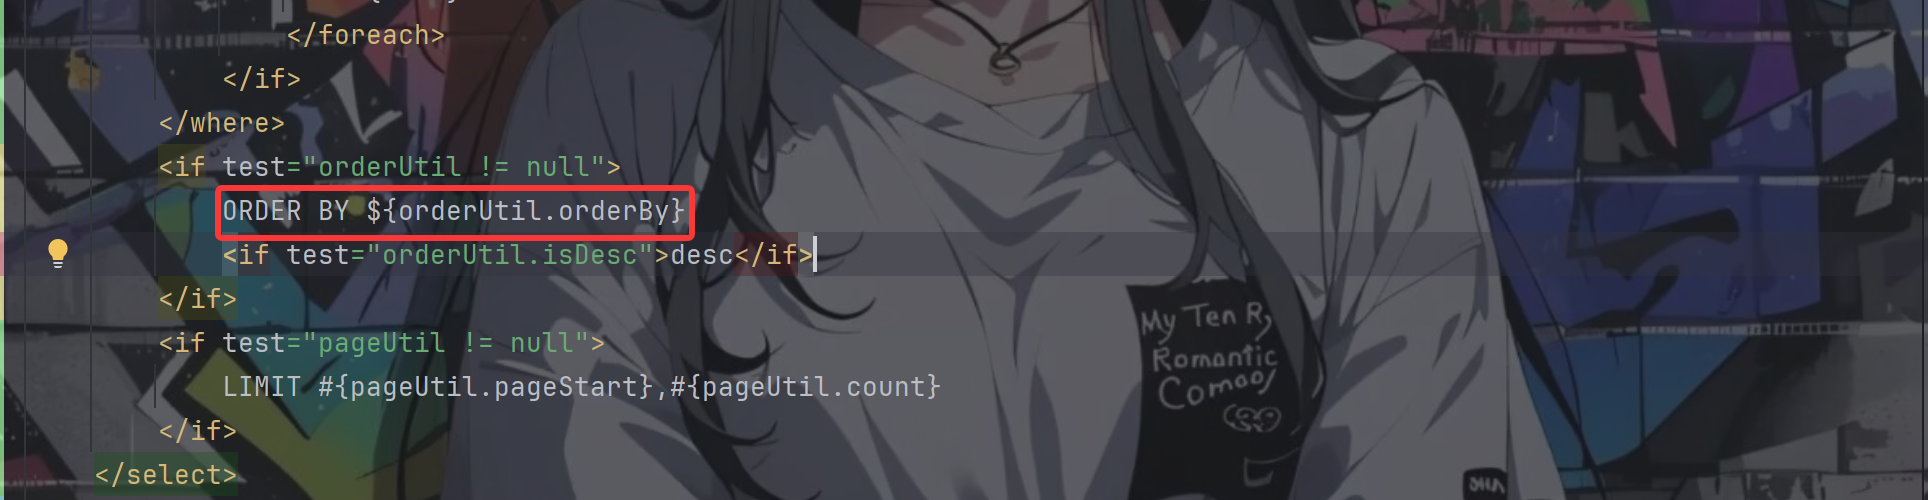 </foreach>
</if>
</where>
<if test="orderUtil != null">
ORDER BY ${orderUtil.orderBy}
<if test="orderUtil.isDesc">desc</if>
</if>
<if test="pageUtil != null">
LIMIT #{pageUtil.pageStart},#{pageUtil.count}
</if>
</select>
My Ten R
Romantic